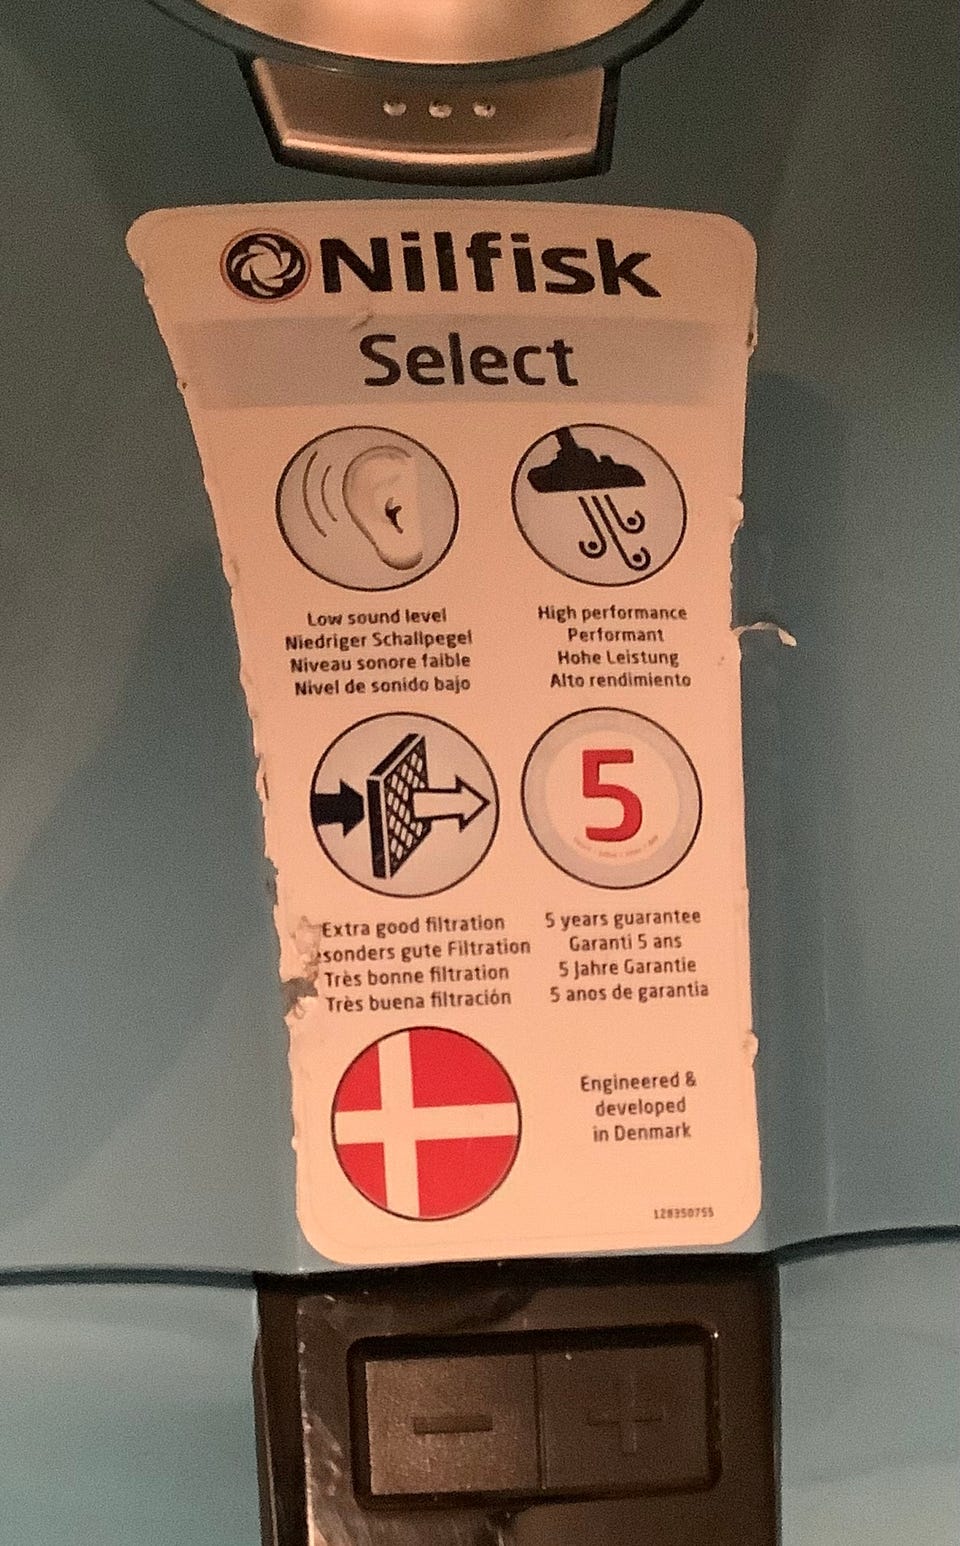 Nilfisk
Select
Low sound level
Niedriger Schallpegel
Niveau sonore faible
Nivel de sonido bajo
High performance
Performant
Hohe Leistung
Alto rendimiento
5
Extra good filtration
sonders gute Filtration
Très bonne filtration
Très buena filtración
5 years guarantee
Garanti 5 ans
5 Jahre Garantie
5 anos de garantia
Engineered &
developed
in Denmark
128350755
- +